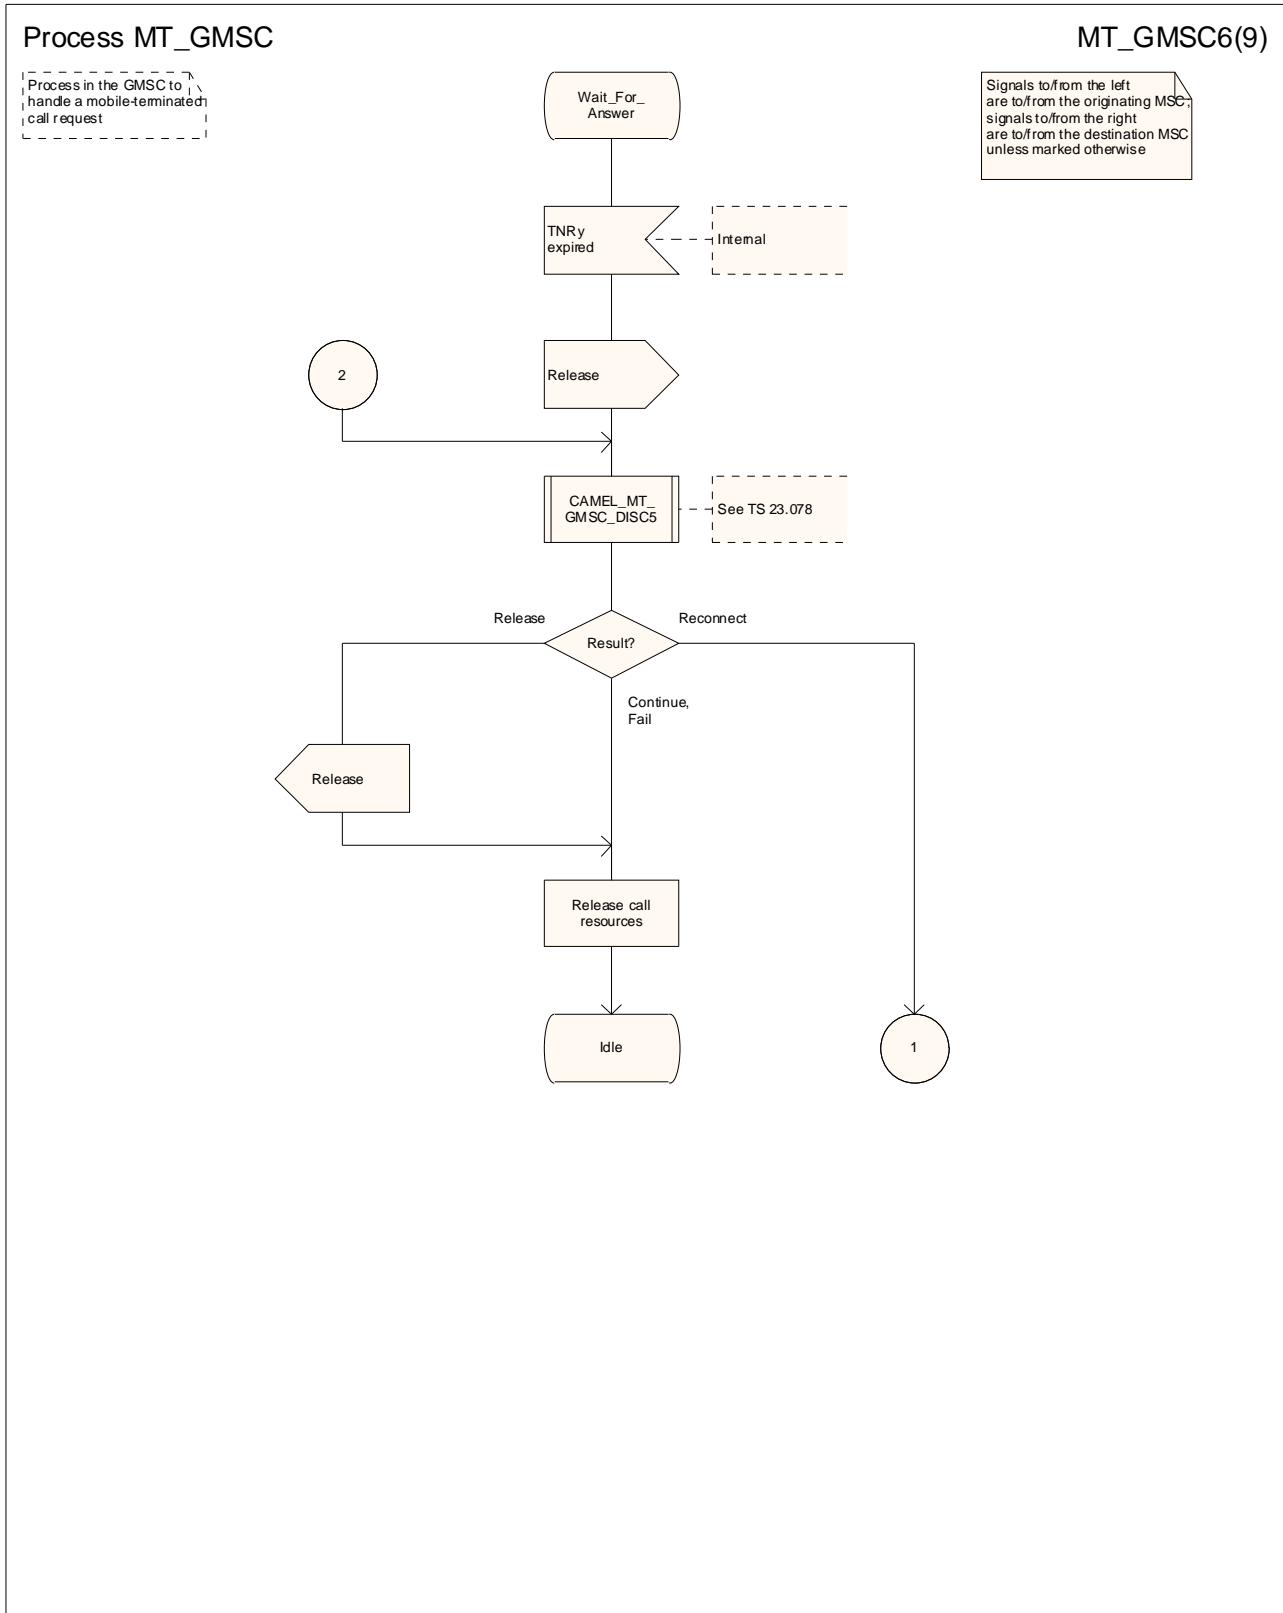 Process MT_GMSC
MT_GMSC6(9)
Process in the GMSC to
handle a mobile-terminated
call request
Signals to/from the left
are to/from the originating MSC;
signals to/from the right
are to/from the destination MSC
unless marked otherwise
Wait_For_
Answer
TNRy
expired
Internal
2
Release
CAMEL_MT_
GMSC_DISC5
See TS 23.078
Release
Reconnect
Result?
Continue,
Fail
Release
Release call
resources
Idle
1